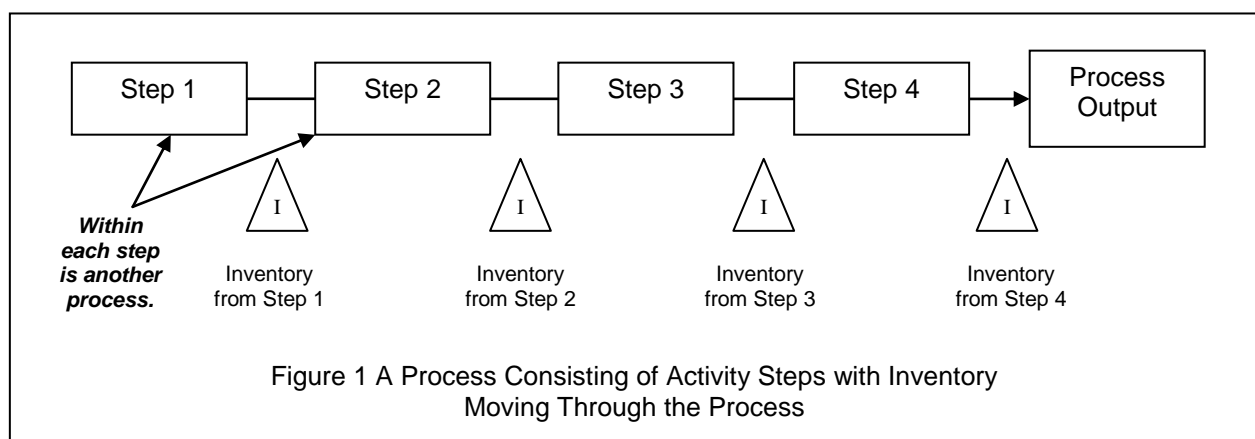 Step 1
Step 2
Step 3
Step 4
Process
Output
Within
each step
is another
process.
I
I
I
I
Inventory
from Step 1
Inventory
from Step 2
Inventory
from Step 3
Inventory
from Step 4
Figure 1 A Process Consisting of Activity Steps with Inventory
Moving Through the Process